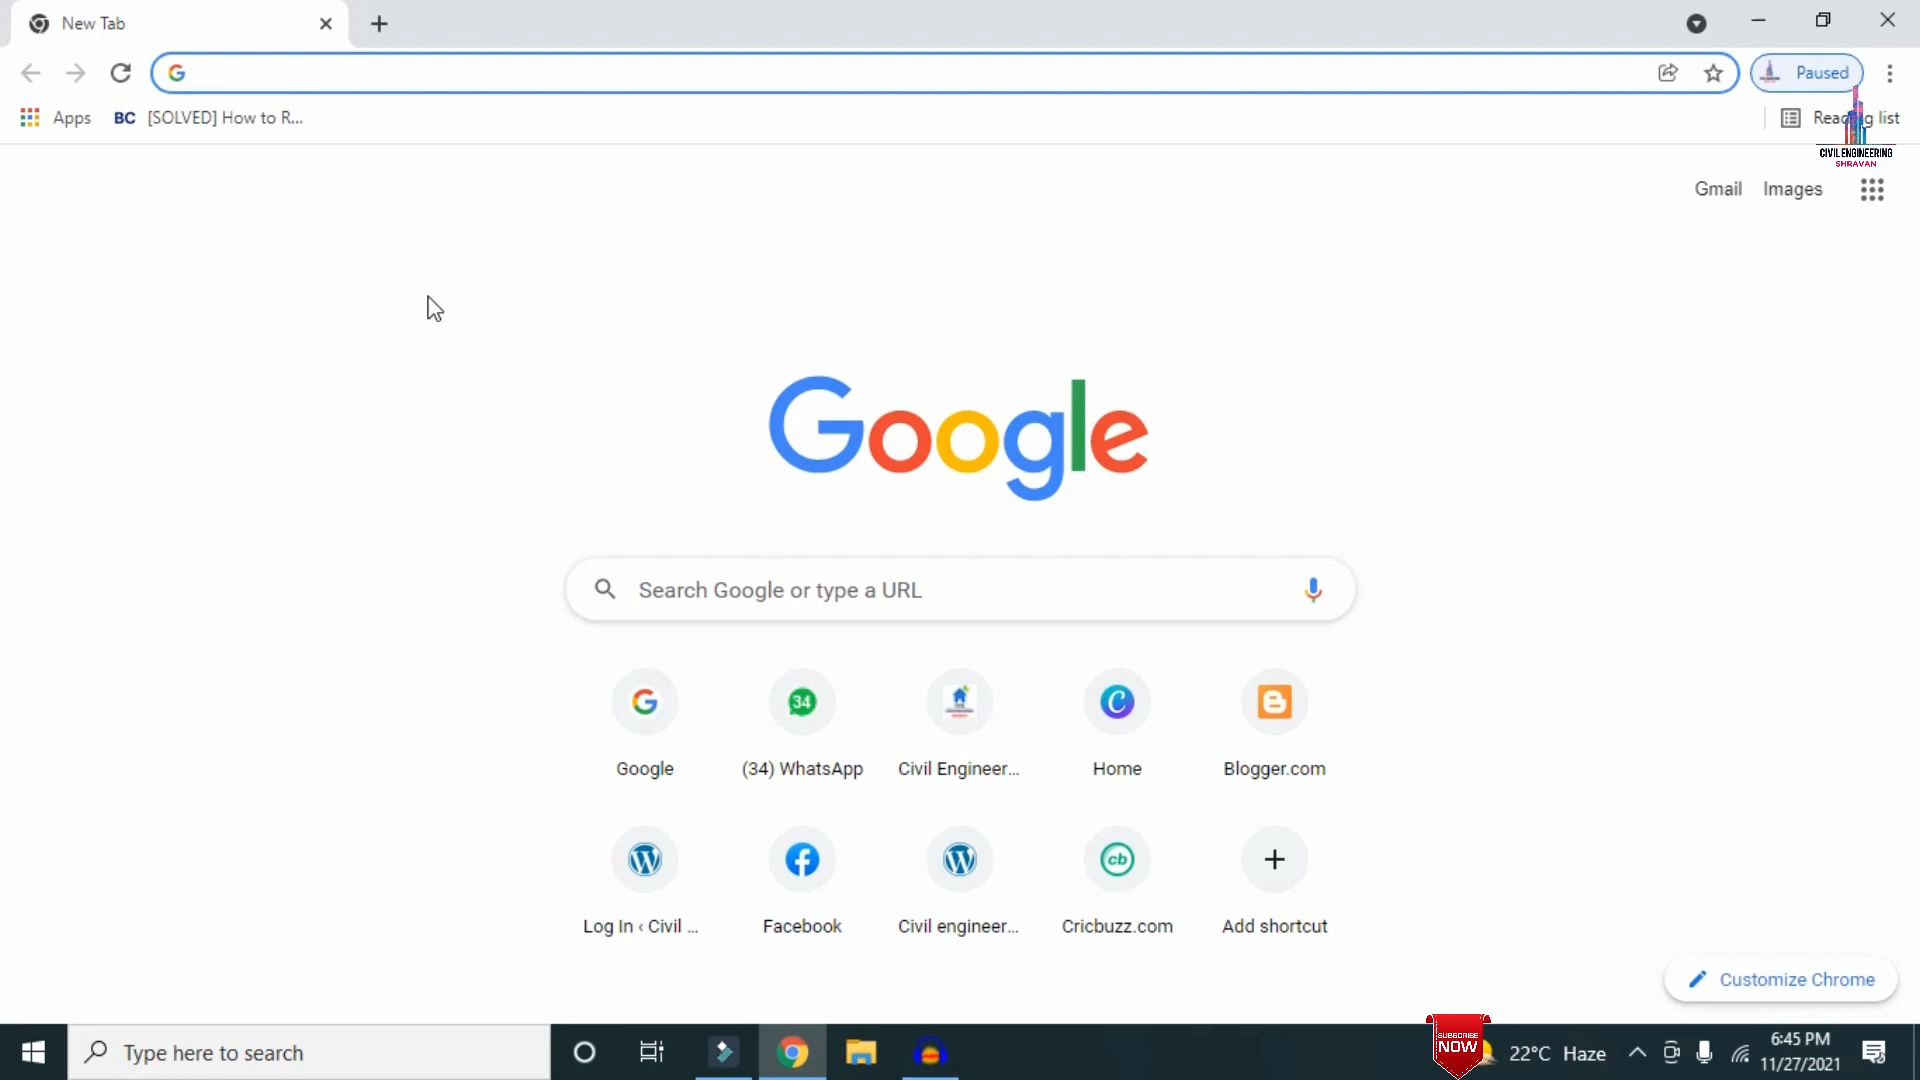 New Tab
Paused
Apps
BC [SOLVED] How to R...
Reading list
CIVIL ENGINEERING
SHRAVAN
Gmail Images
Google
Search Google or type a URL
34
Google (34) WhatsApp Civil Engineer... Home Blogger.com
cb
Log In ‹ Civil ... Facebook Civil engineer... Cricbuzz.com Add shortcut
Customize Chrome
Type here to search
SUBSCRIBE
NOW
22°C Haze
6:45 PM
11/27/2021